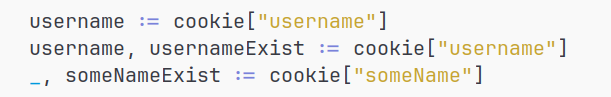 username := cookie["username"]
username, usernameExist := cookie["username"]
_, someNameExist := cookie["someName"]